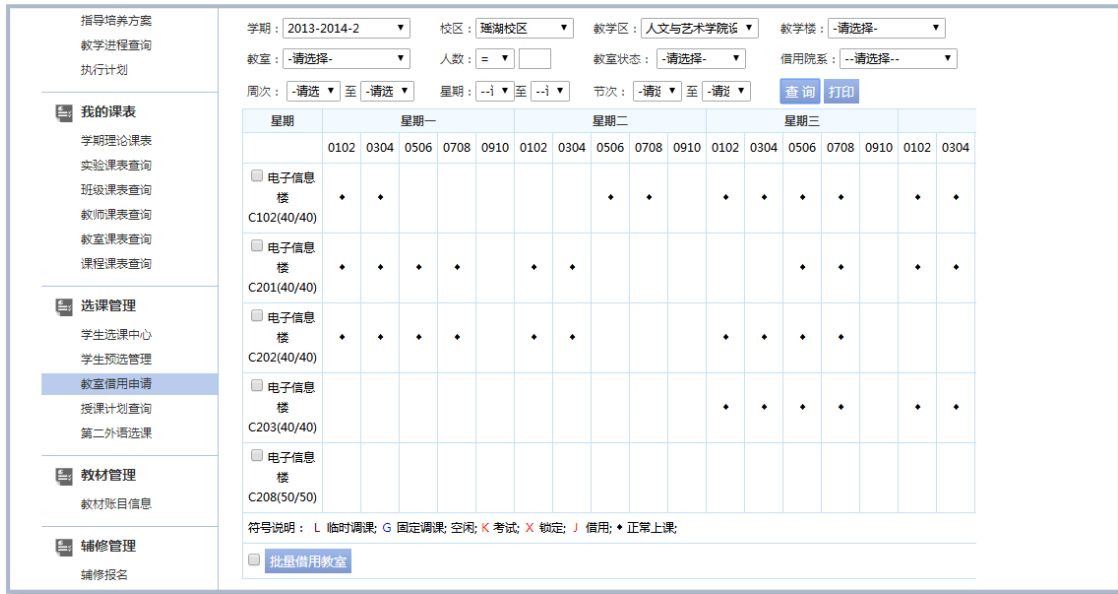 指导培养方案
教学进程查询
执行计划
我的课表
学期理论课表
实验课表查询
班级课表查询
教师课表查询
教室课表查询
课程课表查询
选课管理
学生选课中心
学生预选管理
教室借用申请
授课计划查询
第二外语选课
教材管理
教材账目信息
辅修管理
辅修报名
学期： 2013-2014-2 校区： 瑶湖校区 教学区： 人文与艺术学院设 教学楼： -请选择-
教室： -请选择- 人数： = 教室状态： -请选择- 借用院系： --请选择--
周次： -请选 至 -请选 星期： 至 节次： 至 查 询 打印
星期 星期一 星期二 星期三
0102 0304 0506 0708 0910 0102 0304 0506 0708 0910 0102 0304 0506 0708 0910 0102 0304
电子信息
楼 ◆ ◆ ◆ ◆ ◆ ◆ ◆ ◆ ◆ ◆
C102(40/40)
电子信息
楼 ◆ ◆ ◆ ◆ ◆ ◆ ◆ ◆ ◆ ◆
C201(40/40)
电子信息
楼 ◆ ◆ ◆ ◆ ◆ ◆ ◆ ◆ ◆ ◆
C202(40/40)
电子信息
楼 ◆ ◆ ◆ ◆ ◆ ◆
C203(40/40)
电子信息
楼
C208(50/50)
符号说明： L 临时调课; G 固定调课; 空闲; K 考试; X 锁定; J 借用; ◆ 正常上课;
批量借用教室